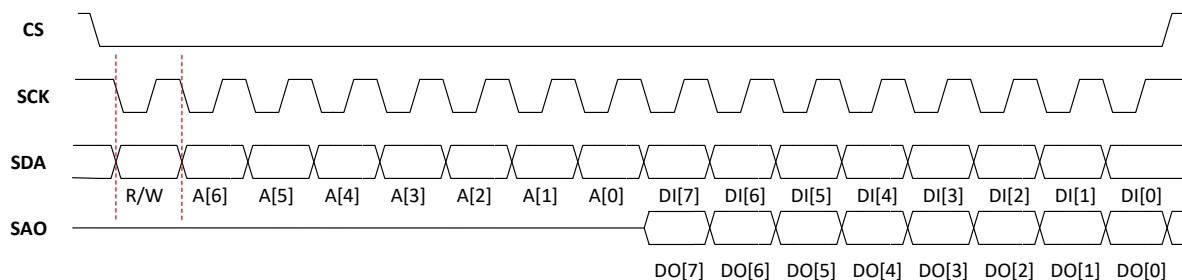 CS
SCK
SDA
R/W A[6] A[5] A[4] A[3] A[2] A[1] A[0] DI[7] DI[6] DI[5] DI[4] DI[3] DI[2] DI[1] DI[0]
SAO
DO[7] DO[6] DO[5] DO[4] DO[3] DO[2] DO[1] DO[0]